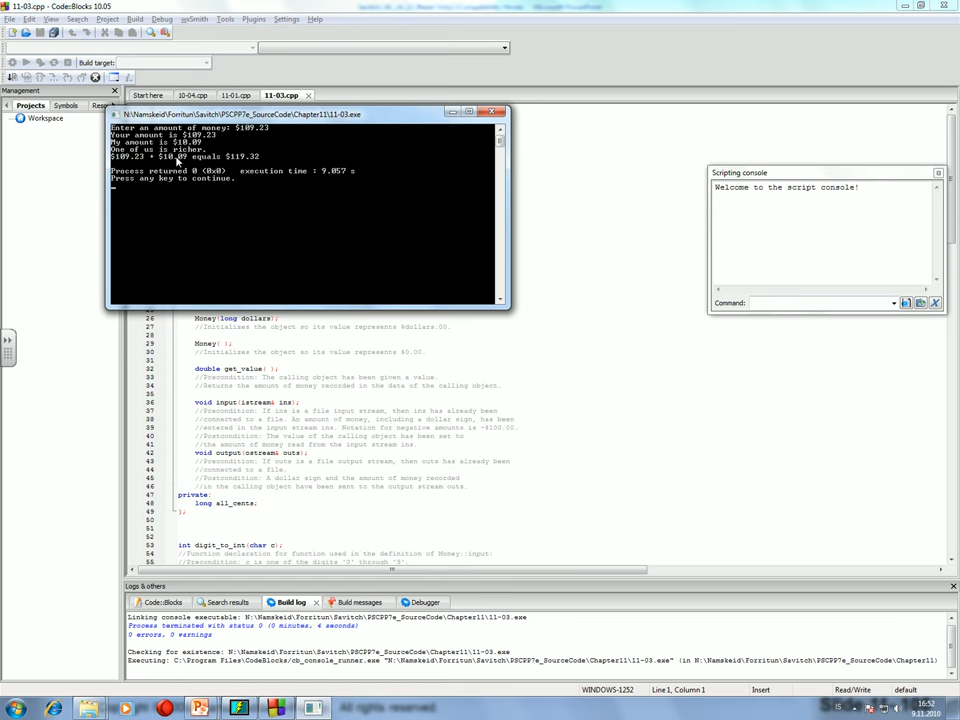 11-03.cpp - Code::Blocks 10.05
File Edit View Search Project Build Debug wxSmith Tools Plugins Settings Help
Build target:
Management
Projects Symbols Reso
Workspace
Start here 10-04.cpp 11-01.cpp 11-03.cpp
N:\Namskeid\Forritun\Savitch\PSCPP7e_SourceCode\Chapter11\11-03.exe
Enter an amount of money: $109.23
Your amount is $109.23
My amount is $10.09
One of us is richer.
$109.23 + $10.09 equals $119.32
Process returned 0 (0x0)   execution time : 9.057 s
Press any key to continue.
Scripting console
Welcome to the script console!
Command:
26 Money(long dollars);
27 //Initializes the object so its value represents $dollars.00.
28
29 Money( );
30 //Initializes the object so its value represents $0.00.
31
32 double get_value( );
33 //Precondition: The calling object has been given a value.
34 //Returns the amount of money recorded in the data of the calling object.
35
36 void input(istream& ins);
37 //Precondition: If ins is a file input stream, then ins has already been
38 //connected to a file. An amount of money, including a dollar sign, has been
39 //entered in the input stream ins. Notation for negative amounts is -$100.00.
40 //Postcondition: The value of the calling object has been set to
41 //the amount of money read from the input stream ins.
42 void output(ostream& outs);
43 //Precondition: If outs is a file output stream, then outs has already been
44 //connected to a file.
45 //Postcondition: A dollar sign and the amount of money recorded
46 //in the calling object have been sent to the output stream outs.
47 private:
48 long all_cents;
49 };
50
51
52
53 int digit_to_int(char c);
54 //Function declaration for function used in the definition of Money::input:
55 //Precondition: c is one of the digits '0' through '9'.
Logs & others
Code::Blocks Search results Build log Build messages Debugger
Linking console executable: N:\Namskeid\Forritun\Savitch\PSCPP7e_SourceCode\Chapter11\11-03.exe
Process terminated with status 0 (0 minutes, 4 seconds)
0 errors, 0 warnings
Checking for existence: N:\Namskeid\Forritun\Savitch\PSCPP7e_SourceCode\Chapter11\11-03.exe
Executing: C:\Program Files\CodeBlocks/cb_console_runner.exe "N:\Namskeid\Forritun\Savitch\PSCPP7e_SourceCode\Chapter11\11-03.exe" (in N:\Namskeid\Forritun\Savitch\PSCPP7e_SourceCode\Chapter11)
WINDOWS-1252 Line 1, Column 1 Insert Read/Write default
All rights reserved.
IS 16:52
9.11.2010